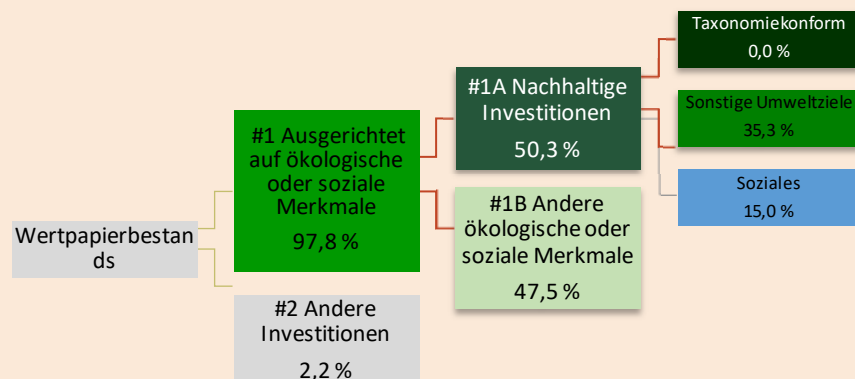 Wertpapierbestan
ds
#1 Ausgerichtet
auf ökologische
oder soziale
Merkmale
97,8 %
#2 Andere
Investitionen
2,2 %
#1A Nachhaltige
Investitionen
50,3 %
#1B Andere
ökologische oder
soziale Merkmale
47,5 %
Taxonomiekonform
0,0 %
Sonstige Umweltziele
35,3 %
Soziales
15,0 %